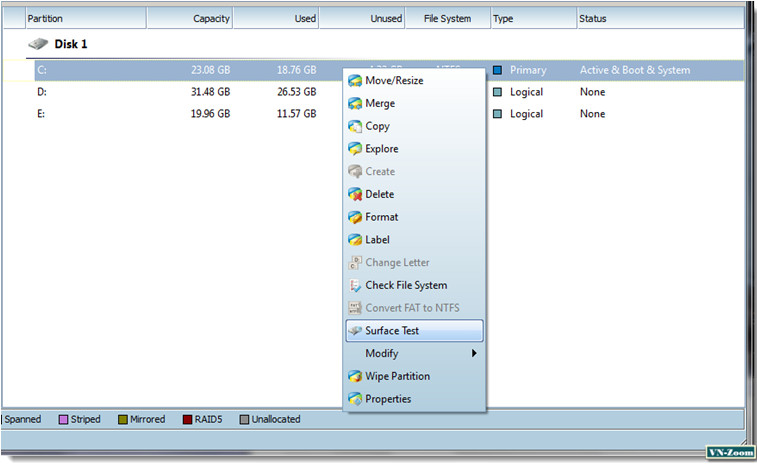 Partition Capacity Used Unused File System Type Status
Disk 1
C: 23.08 GB 18.76 GB Primary Active & Boot & System
D: 31.48 GB 26.53 GB Logical None
E: 19.96 GB 11.57 GB Logical None
Move/Resize
Merge
Copy
Explore
Create
Delete
Format
Label
Change Letter
Check File System
Convert FAT to NTFS
Surface Test
Modify
Wipe Partition
Properties
Spanned Striped Mirrored RAID5 Unallocated
VN-Zoom